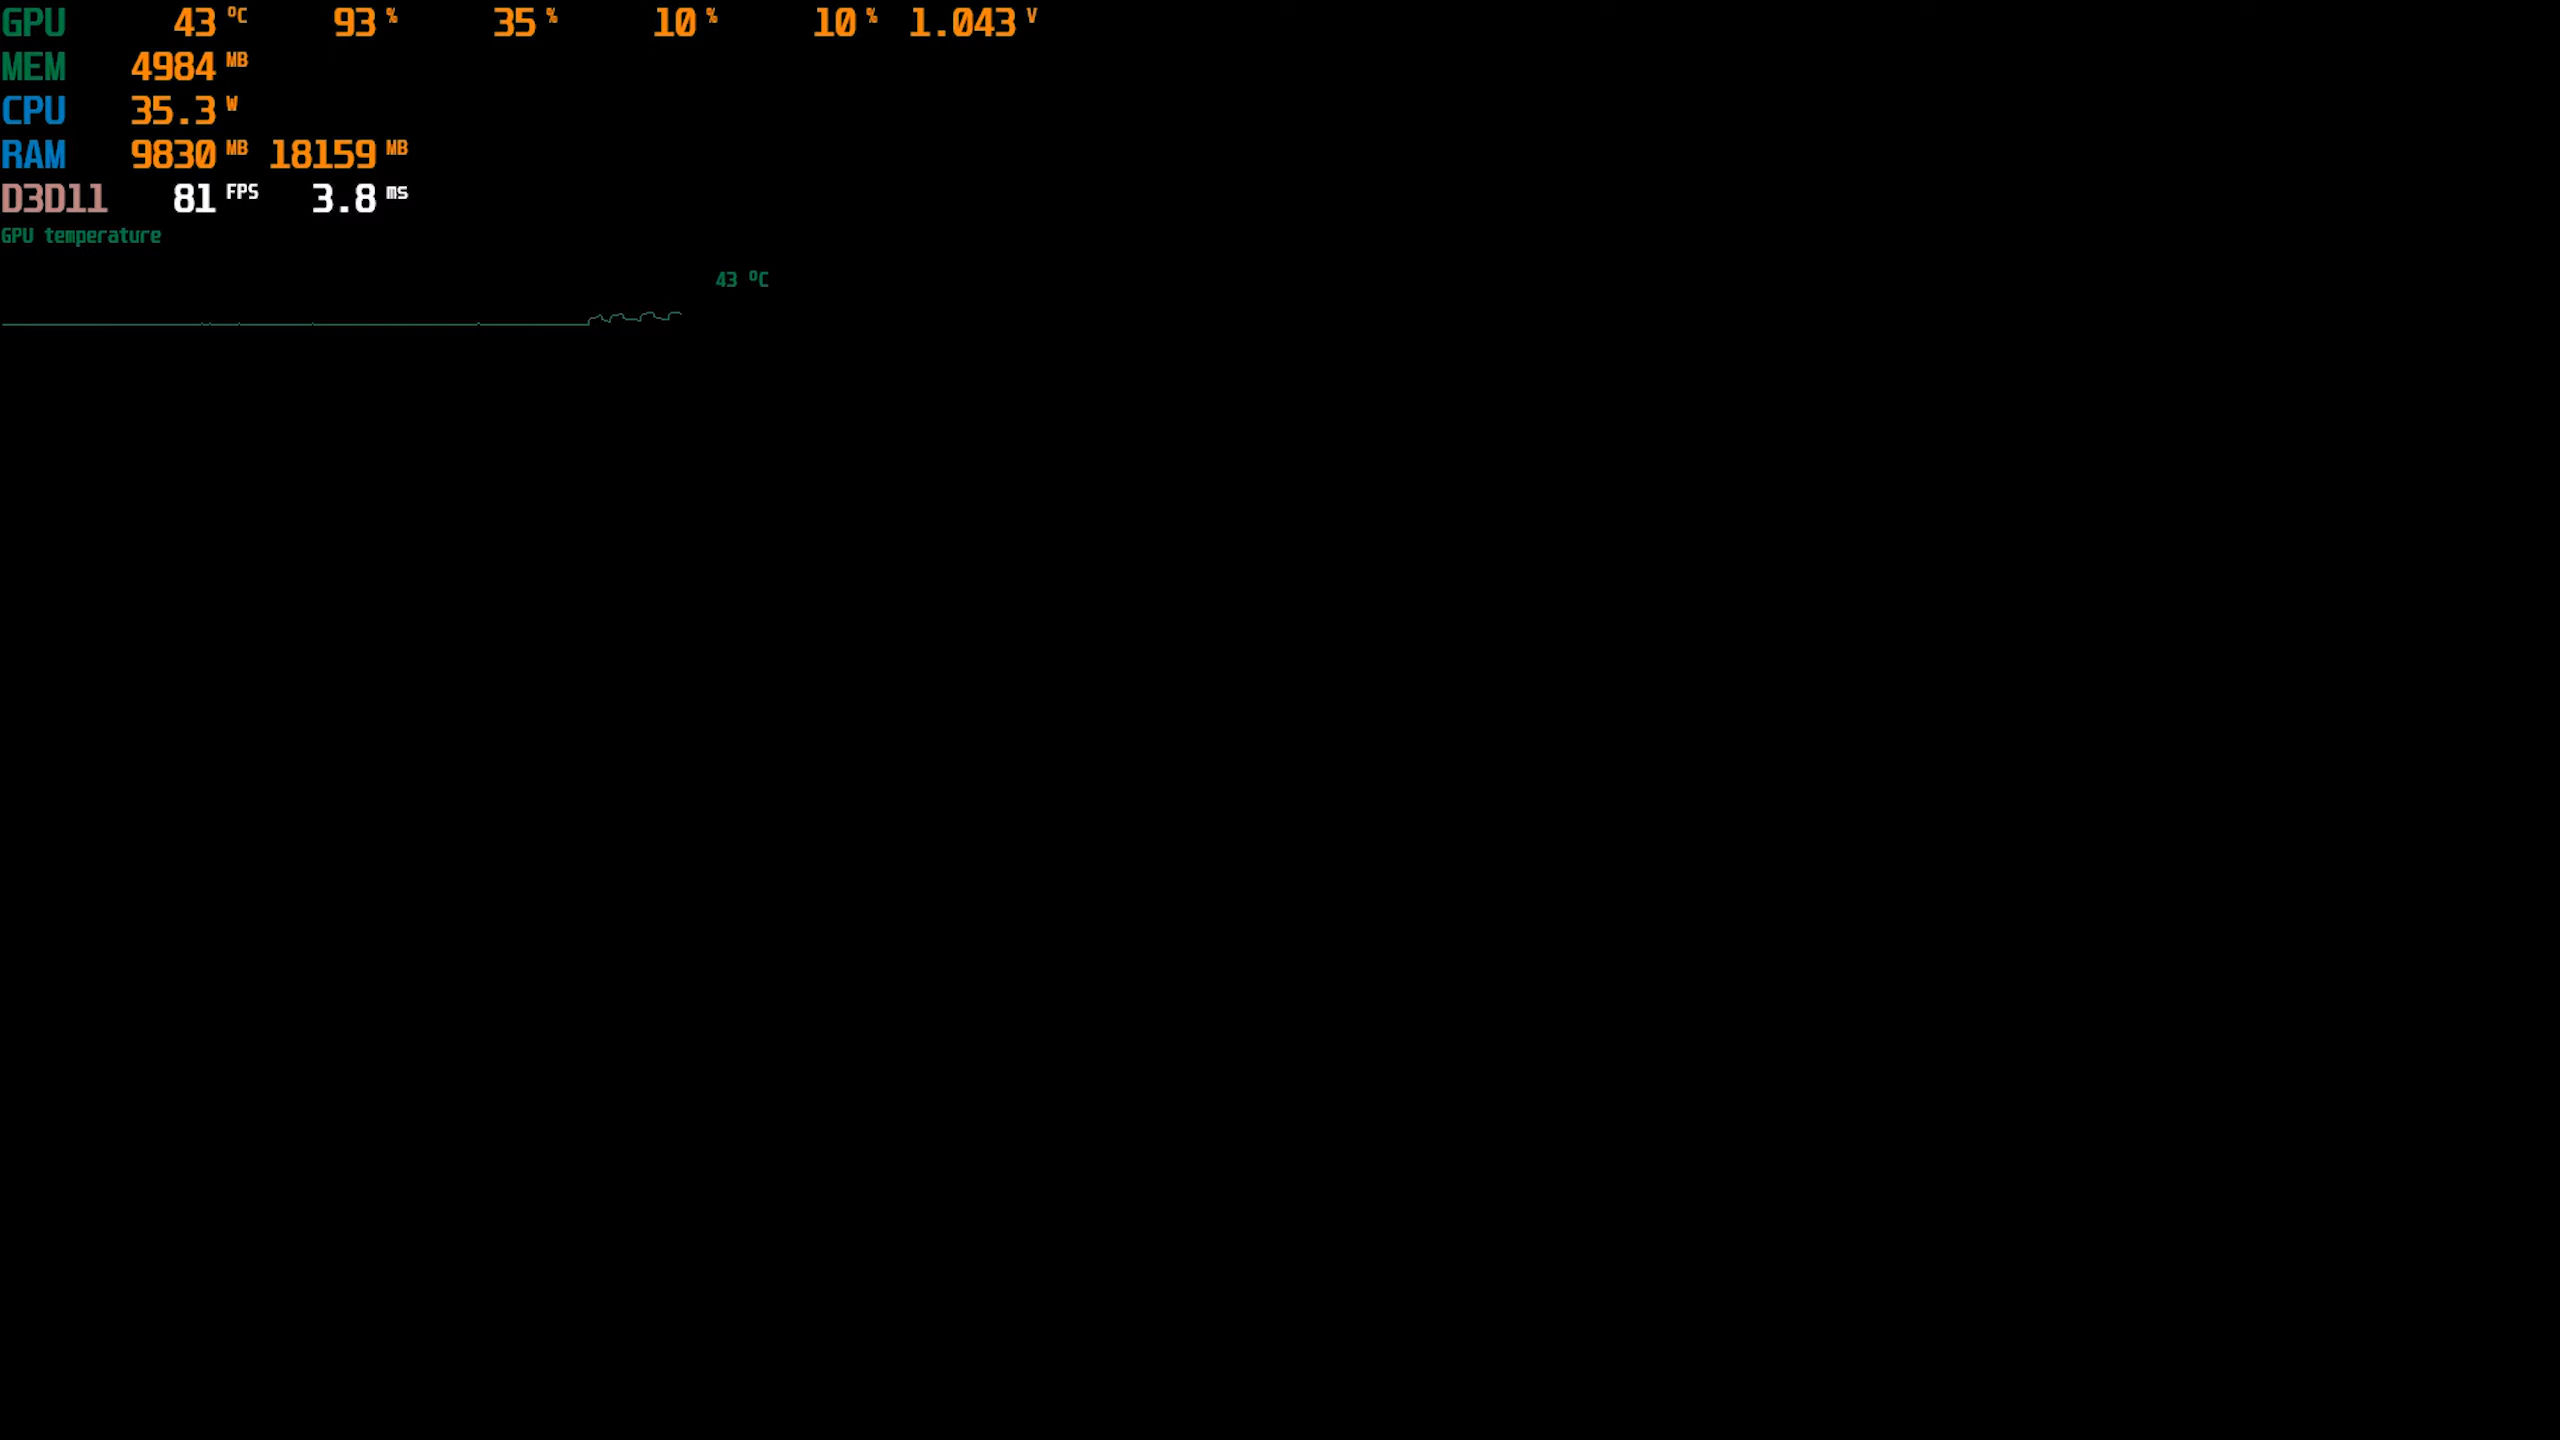 GPU 43 °C 93 % 35 % 10 % 10 % 1.043 V
MEM 4984 MB
CPU 35.3 W
RAM 9830 MB 18159 MB
D3D11 81 FPS 3.8 ms
GPU temperature
43 °C